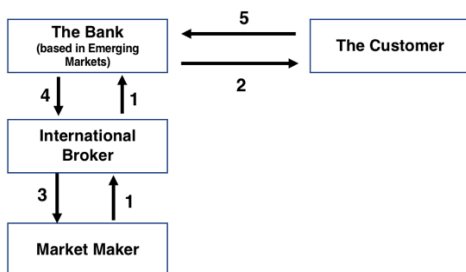 5
The Bank
(based in Emerging
Markets)
The Customer
2
4
1
International
Broker
3
1
Market Maker